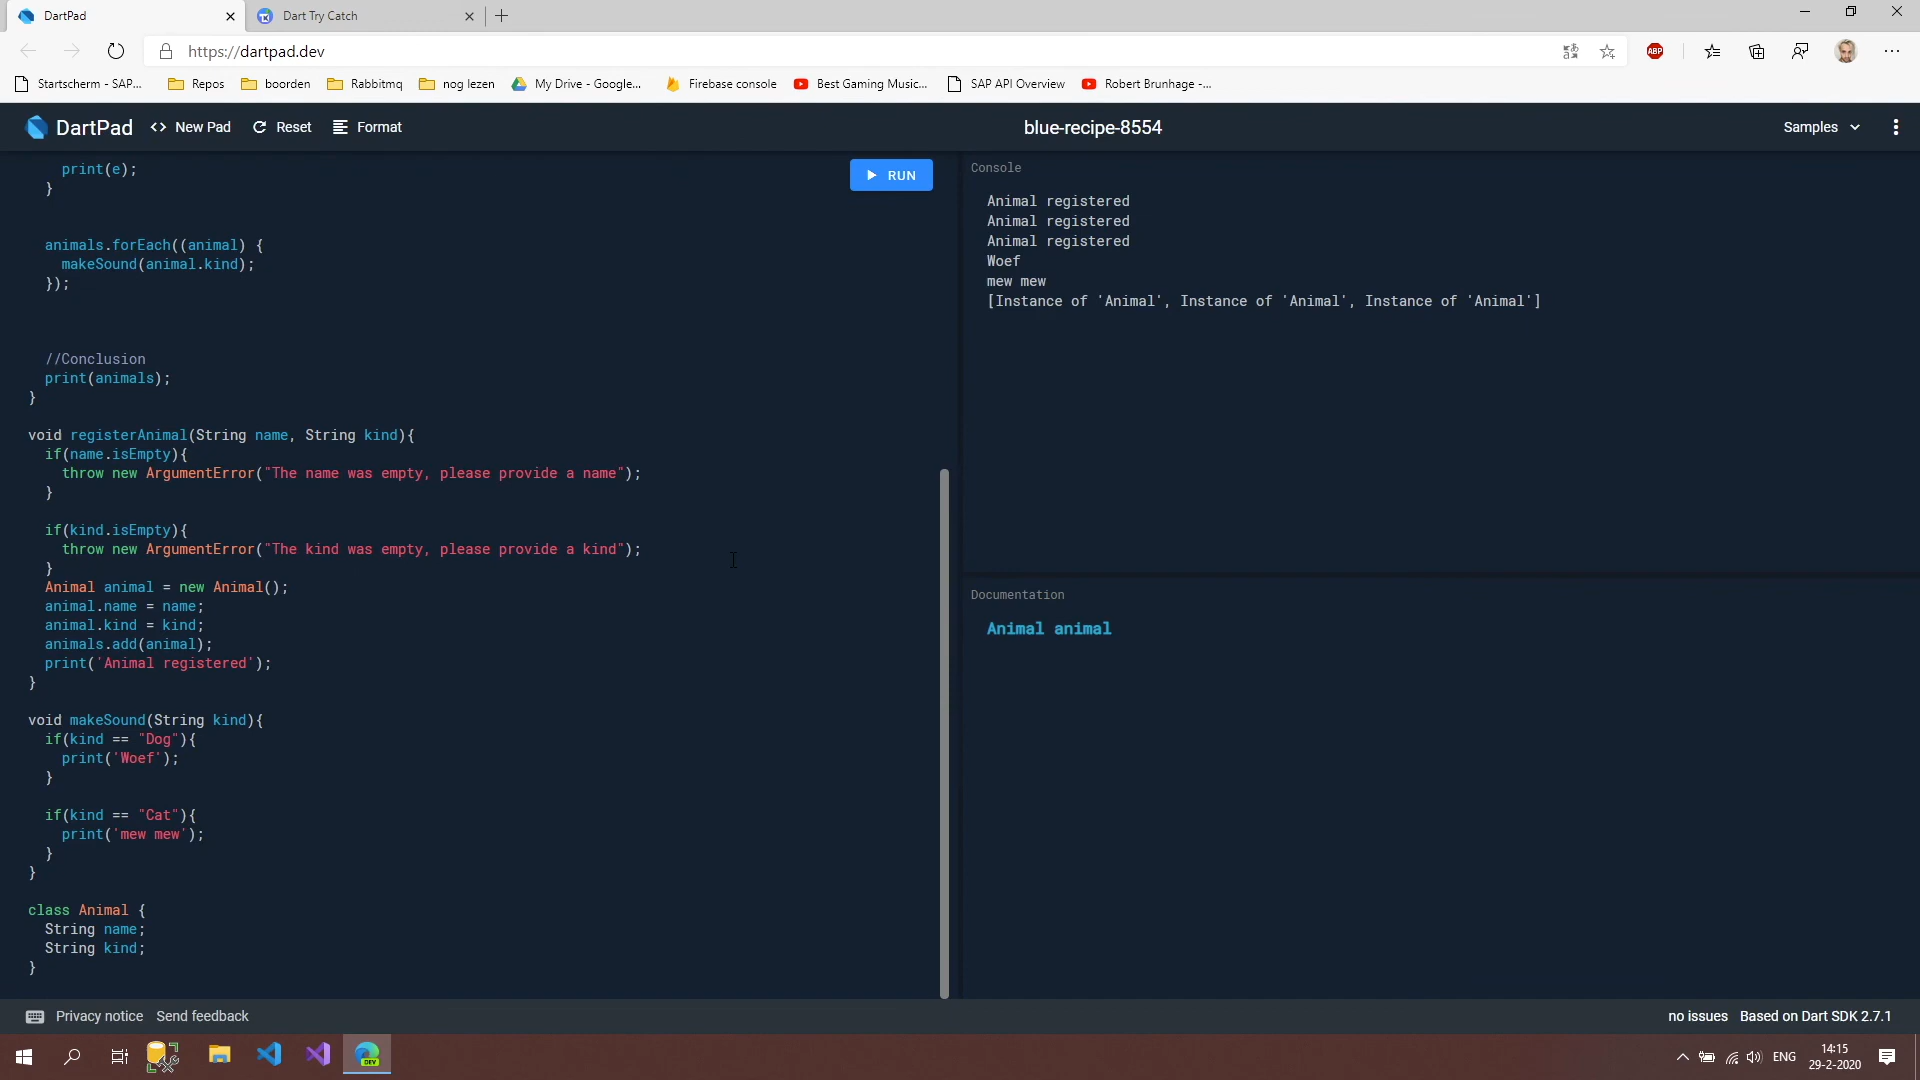 DartPad
Dart Try Catch
https://dartpad.dev
ABP
Startscherm - SAP...
Repos
boorden
Rabbitmq
nog lezen
My Drive - Google...
Firebase console
Best Gaming Music...
SAP API Overview
Robert Brunhage -...
DartPad
<> New Pad
Reset
Format
blue-recipe-8554
Samples
print(e);
}
animals.forEach((animal) {
makeSound(animal.kind);
});
//Conclusion
print(animals);
}
void registerAnimal(String name, String kind){
if(name.isEmpty){
throw new ArgumentError("The name was empty, please provide a name");
}
if(kind.isEmpty){
throw new ArgumentError("The kind was empty, please provide a kind");
}
Animal animal = new Animal();
animal.name = name;
animal.kind = kind;
animals.add(animal);
print('Animal registered');
}
void makeSound(String kind){
if(kind == "Dog"){
print('Woef');
}
if(kind == "Cat"){
print('mew mew');
}
}
class Animal {
String name;
String kind;
}
RUN
Console
Animal registered
Animal registered
Animal registered
Woef
mew mew
[Instance of 'Animal', Instance of 'Animal', Instance of 'Animal']
Documentation
Animal animal
Privacy notice
Send feedback
no issues
Based on Dart SDK 2.7.1
DEV
ENG
14:15
29-2-2020